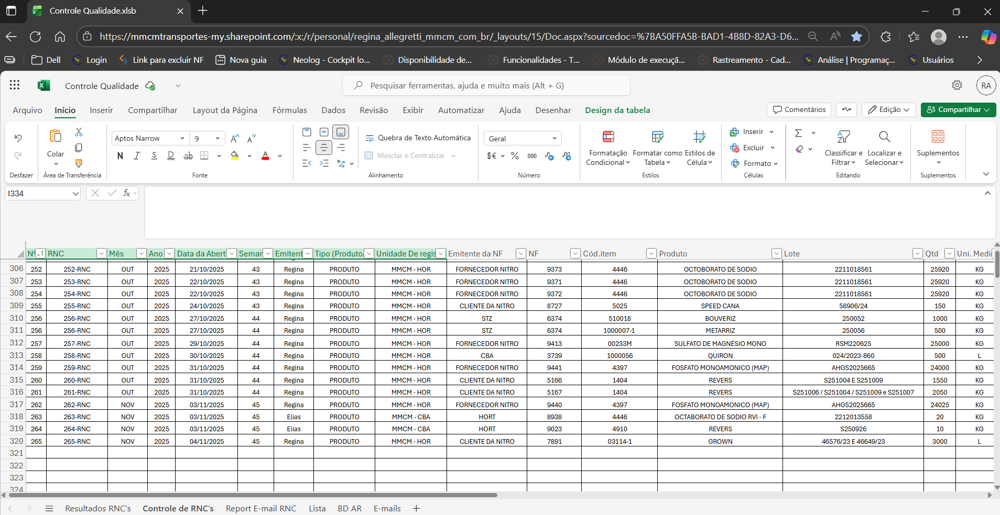 Controle Qualidade.xlsb
https://mmcmtransportes-my.sharepoint.com/:x:/r/personal/regina_allegretti_mmcm_com_br/_layouts/15/Doc.aspx?sourcedoc=%7BA50FFA5B-BAD1-4B8D-82A3-D6...
Dell Login Link para excluir NF Nova guia Neolog - Cockpit lo... Disponibilidade de... Funcionalidades - T... Módulo de execuçã... Rastreamento - Cad... Análise | Programaç... Usuários
Controle Qualidade Pesquisar ferramentas, ajuda e muito mais (Alt + G) RA
Arquivo Início Inserir Compartilhar Layout da Página Fórmulas Dados Revisão Exibir Automatizar Ajuda Desenhar Design da tabela Comentários Edição Compartilhar
Aptos Narrow 9 Quebra de Texto Automática Geral Inserir
Colar N I S D ab Mesclar e Centralizar $€ % 000 Formatação Condicional Formatar como Tabela Estilos de Célula Excluir Classificar e Filtrar Localizar e Selecionar Suplementos
Formato
Desfazer Área de Transferência Fonte Alinhamento Número Estilos Células Editando Suplementos
I334 fx
Nº RNC Mês Ano Data da Abert Semar Emitent Tipo (Produto/ Unidade De regis Emitente da NF NF Cód.item Produto Lote Qtd Uni. Medi
306 252 252-RNC OUT 2025 21/10/2025 43 Regina PRODUTO MMCM - HOR FORNECEDOR NITRO 9373 4446 OCTOBORATO DE SODIO 2211018561 25920 KG
307 253 253-RNC OUT 2025 22/10/2025 43 Regina PRODUTO MMCM - HOR FORNECEDOR NITRO 9371 4446 OCTOBORATO DE SODIO 2211018561 25920 KG
308 254 254-RNC OUT 2025 22/10/2025 43 Regina PRODUTO MMCM - HOR FORNECEDOR NITRO 9372 4446 OCTOBORATO DE SODIO 2211018561 25920 KG
309 255 255-RNC OUT 2025 24/10/2025 43 Regina PRODUTO MMCM - HOR CLIENTE DA NITRO 8727 5025 SPEED CANA 58906/24 150 KG
310 256 256-RNC OUT 2025 27/10/2025 44 Regina PRODUTO MMCM - HOR STZ 6374 510018 BOUVERIZ 250052 1000 KG
311 256 256-RNC OUT 2025 27/10/2025 44 Regina PRODUTO MMCM - HOR STZ 6374 1000007-1 METARRIZ 250056 500 KG
312 257 257-RNC OUT 2025 29/10/2025 44 Regina PRODUTO MMCM - HOR FORNECEDOR NITRO 9413 00233M SULFATO DE MAGNÉSIO MONO RSM220625 25000 KG
313 258 258-RNC OUT 2025 30/10/2025 44 Regina PRODUTO MMCM - HOR CBA 3739 1000056 QUIRON 024/2023-860 500 L
314 259 259-RNC OUT 2025 31/10/2025 44 Regina PRODUTO MMCM - HOR FORNECEDOR NITRO 9441 4397 FOSFATO MONOAMONICO (MAP) AHGS2025665 24000 KG
315 260 260-RNC OUT 2025 31/10/2025 44 Regina PRODUTO MMCM - HOR CLIENTE DA NITRO 5166 1404 REVERS S251004 E S251009 1550 KG
316 261 261-RNC OUT 2025 31/10/2025 44 Regina PRODUTO MMCM - HOR CLIENTE DA NITRO 5167 1404 REVERS S251006 / S251004 / S251009 e S251007 2050 KG
317 262 262-RNC NOV 2025 03/11/2025 45 Regina PRODUTO MMCM - HOR FORNECEDOR NITRO 9440 4397 FOSFATO MONOAMONICO (MAP) AHGS2025665 24025 KG
318 263 263-RNC NOV 2025 03/11/2025 45 Elias PRODUTO MMCM - CBA HORT 8938 4446 OCTABORATO DE SODIO RVI - F 2212013558 20 KG
319 264 264-RNC NOV 2025 03/11/2025 45 Elias PRODUTO MMCM - CBA HORT 9023 4910 REVERS S250926 10 KG
320 265 265-RNC NOV 2025 04/11/2025 45 Regina PRODUTO MMCM - HOR CLIENTE DA NITRO 7891 03114-1 GROWN 46576/23 E 46649/23 3000 L
321
322
323
324
Resultados RNC's Controle de RNC's Report E-mail RNC Lista BD AR E-mails